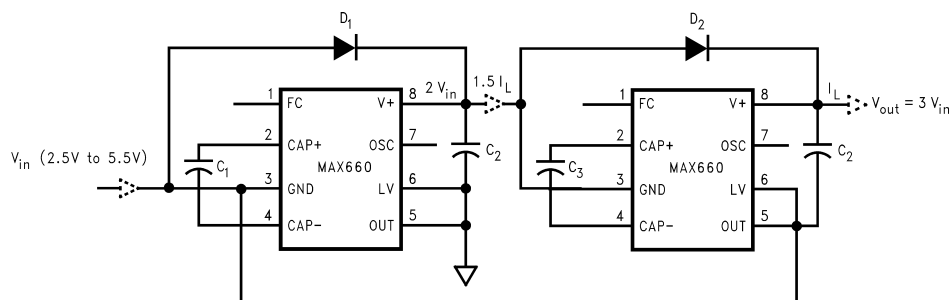 D1
D2
1 FC V+ 8
2 Vin
1.5 IL
1 FC V+ 8
IL
Vout = 3 Vin
2 CAP+ OSC 7
2 CAP+ OSC 7
Vin (2.5V to 5.5V)
C1
MAX660
C2
C3
MAX660
C2
3 GND LV 6
3 GND LV 6
4 CAP- OUT 5
4 CAP- OUT 5